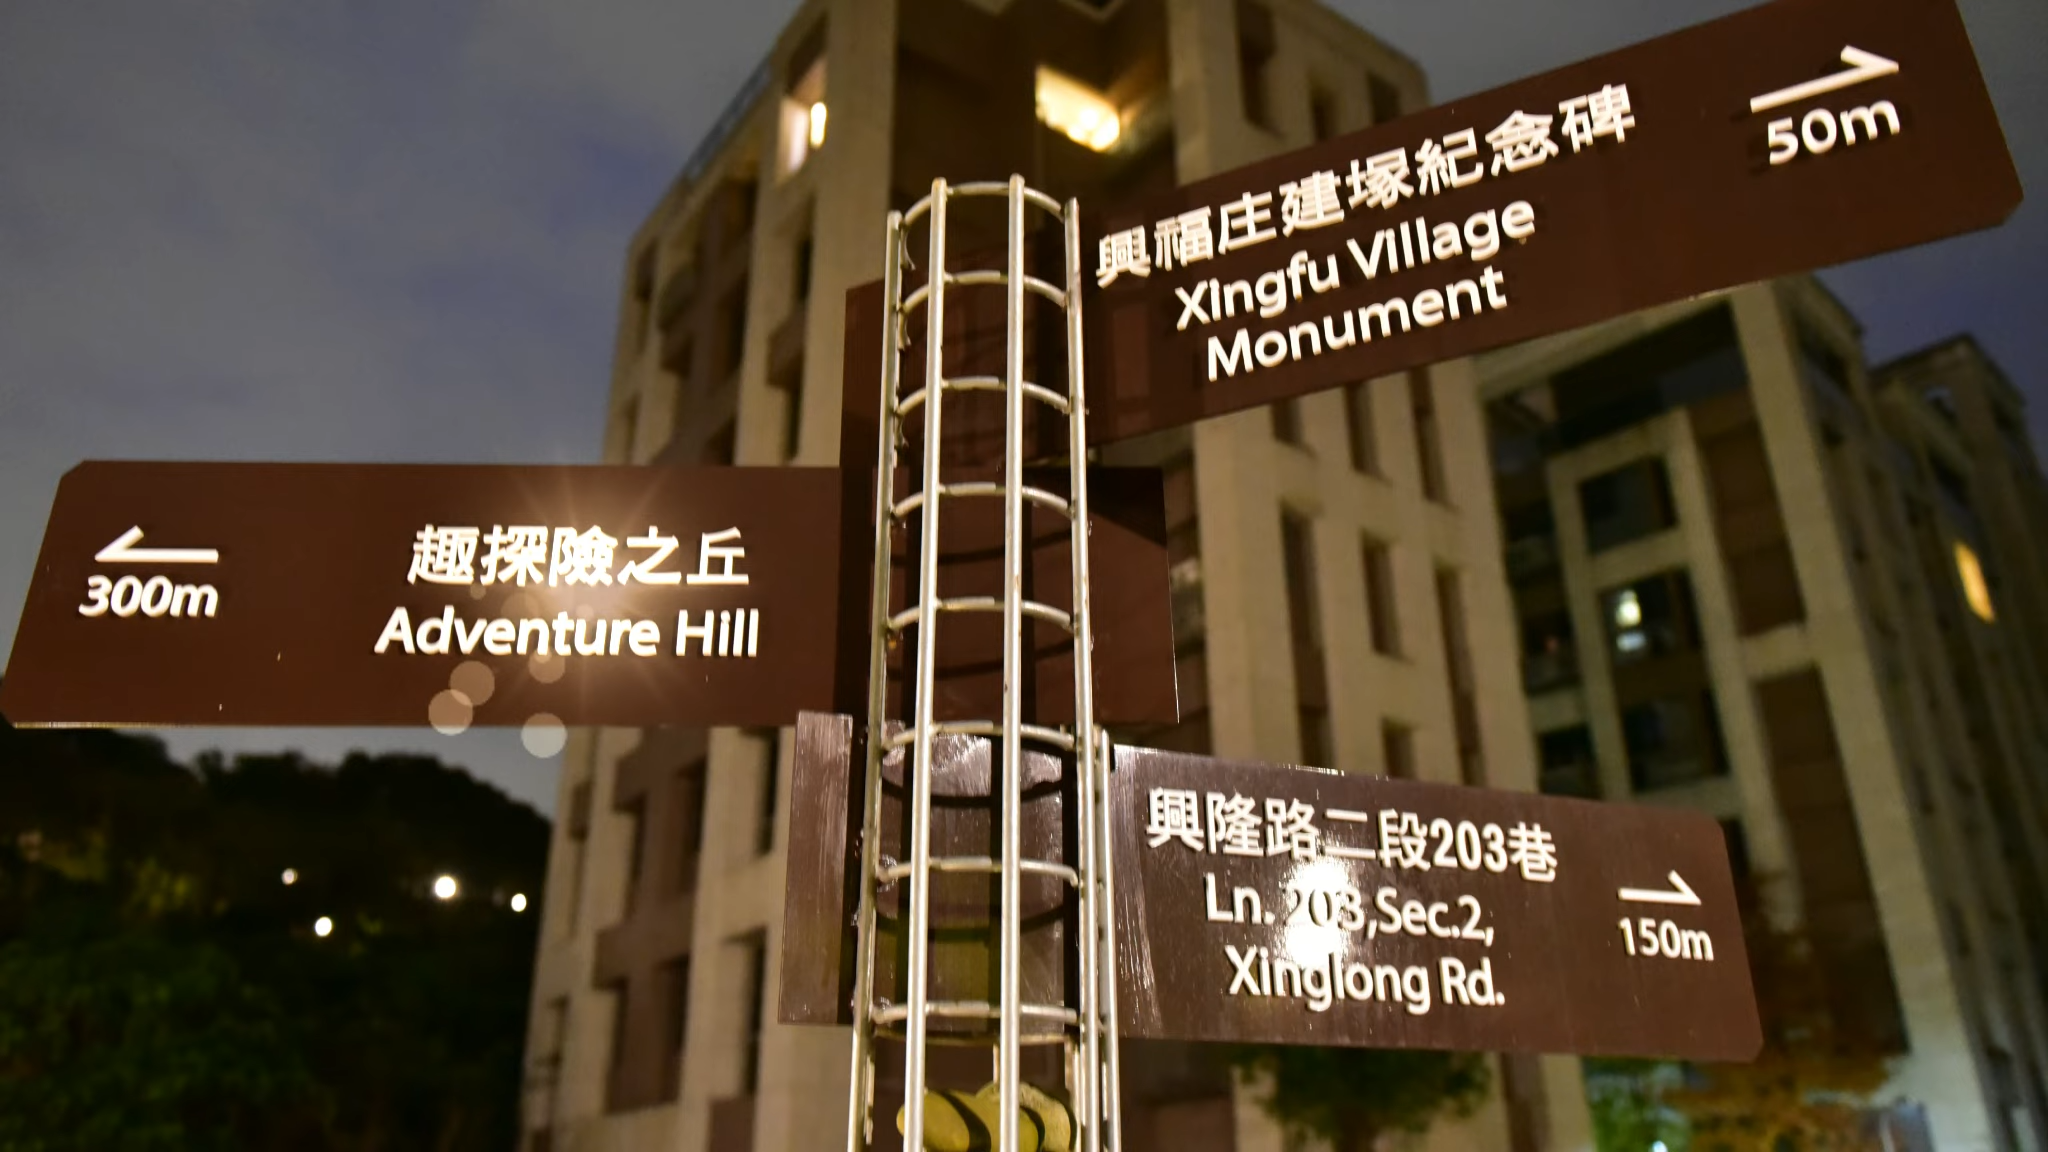 興福庄建塚紀念碑
Xingfu Village
Monument
50m
趣探險之丘
Adventure Hill
300m
興隆路二段203巷
Ln. 203,Sec.2,
Xinglong Rd.
150m